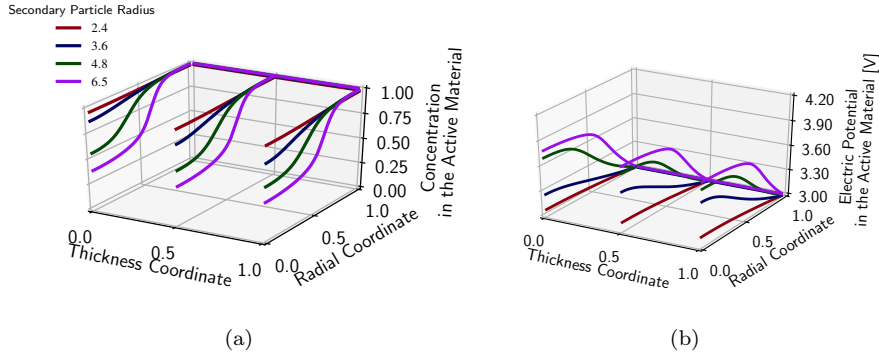 Secondary Particle Radius
2.4
3.6
4.8
6.5
1.00
0.75
0.50
0.25
0.00
Concentration
in the Active Material
0.0
0.5
1.0
Thickness Coordinate
0.0
0.5
1.0
Radial Coordinate
(a)
4.20
3.90
3.60
3.30
3.00
Electric Potential
in the Active Material [V]
0.0
0.5
1.0
Thickness Coordinate
0.0
0.5
1.0
Radial Coordinate
(b)